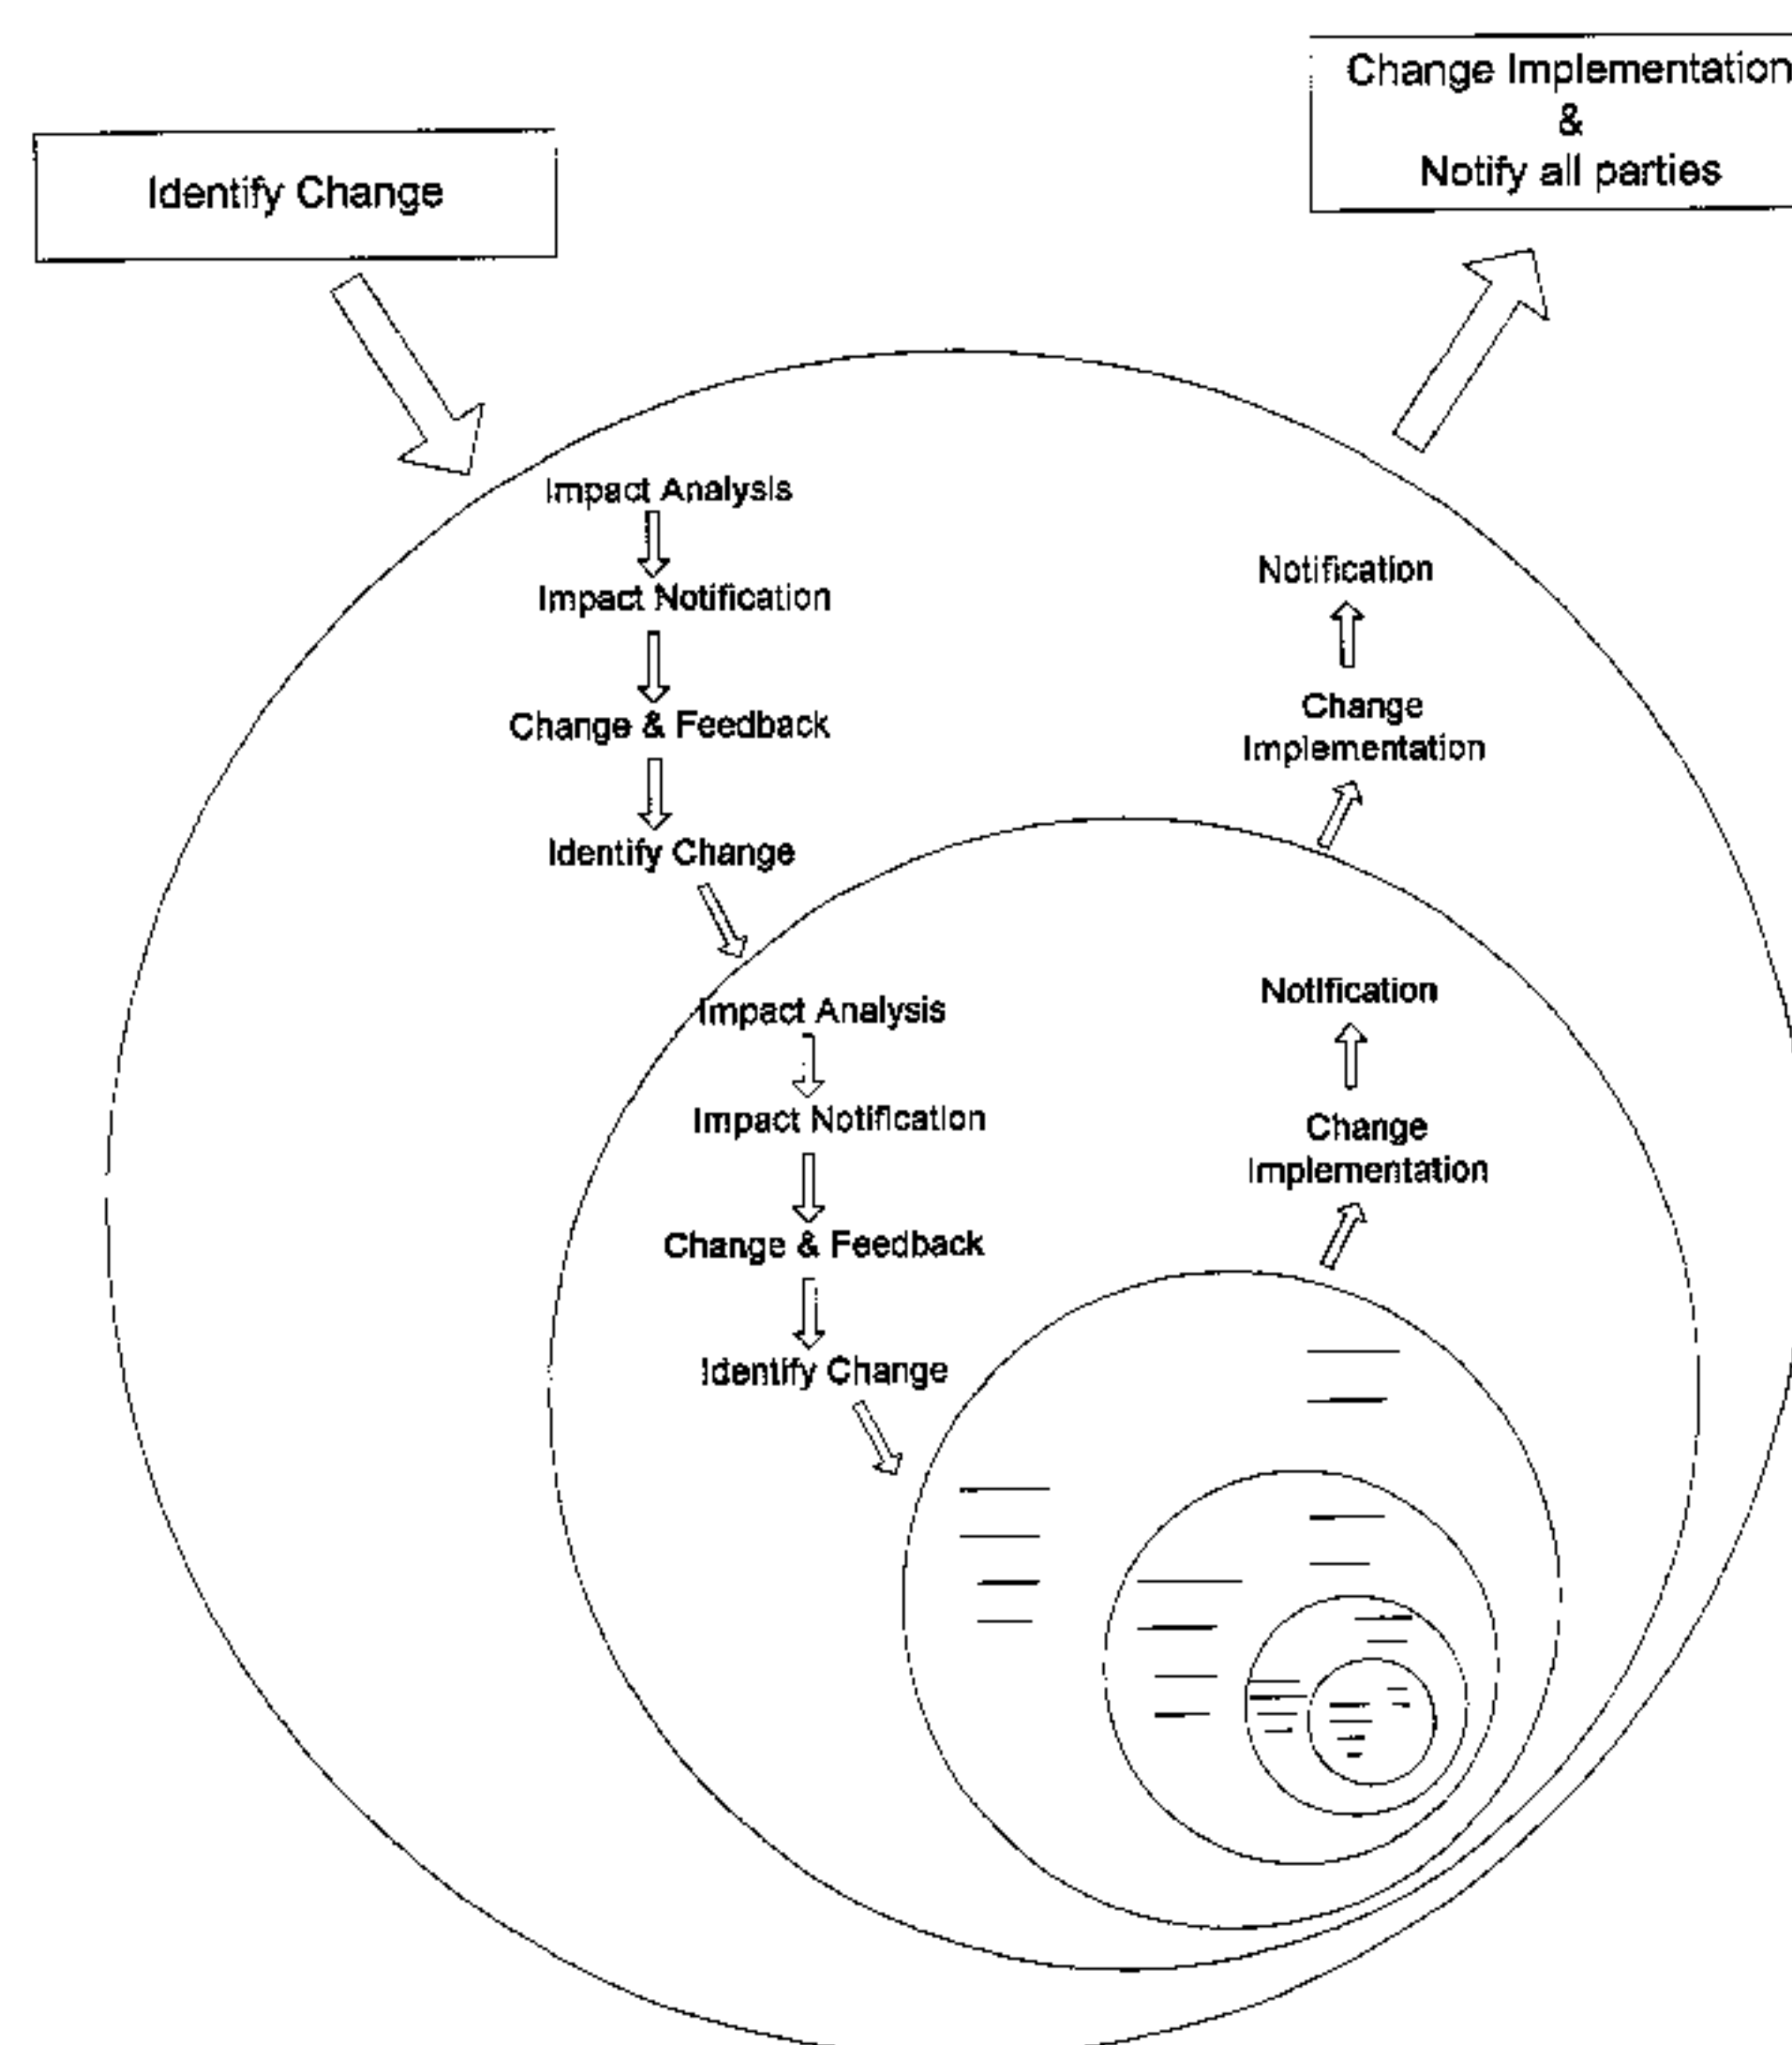 Identify Change
Change Implementation
&
Notify all parties
Impact Analysis
Impact Notification
Change & Feedback
Identify Change
Notification
Change
Implementation
Impact Analysis
Impact Notification
Change & Feedback
Identify Change
Notification
Change
Implementation